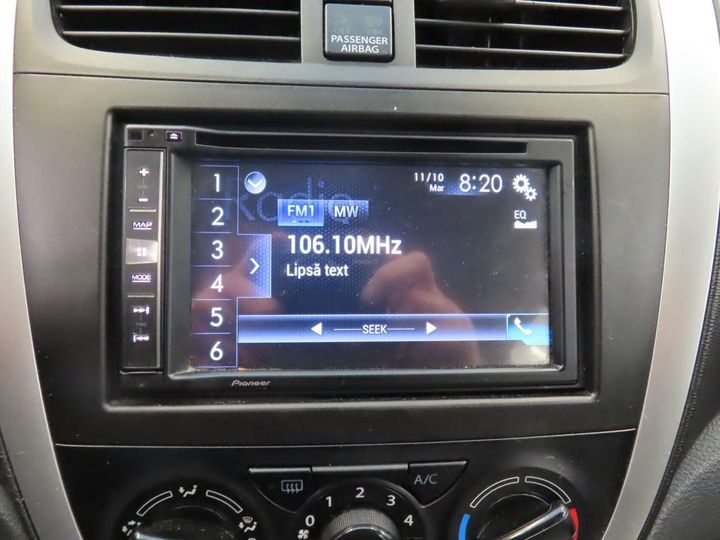 PASSENGER
AIRBAG
11/10
Mar
8:20
Radio
1
2
3
4
5
6
MAP
MODE
FM1
MW
EQ
106.10MHz
Lipsă text
SEEK
Pioneer
A/C
0
1
2
3
4